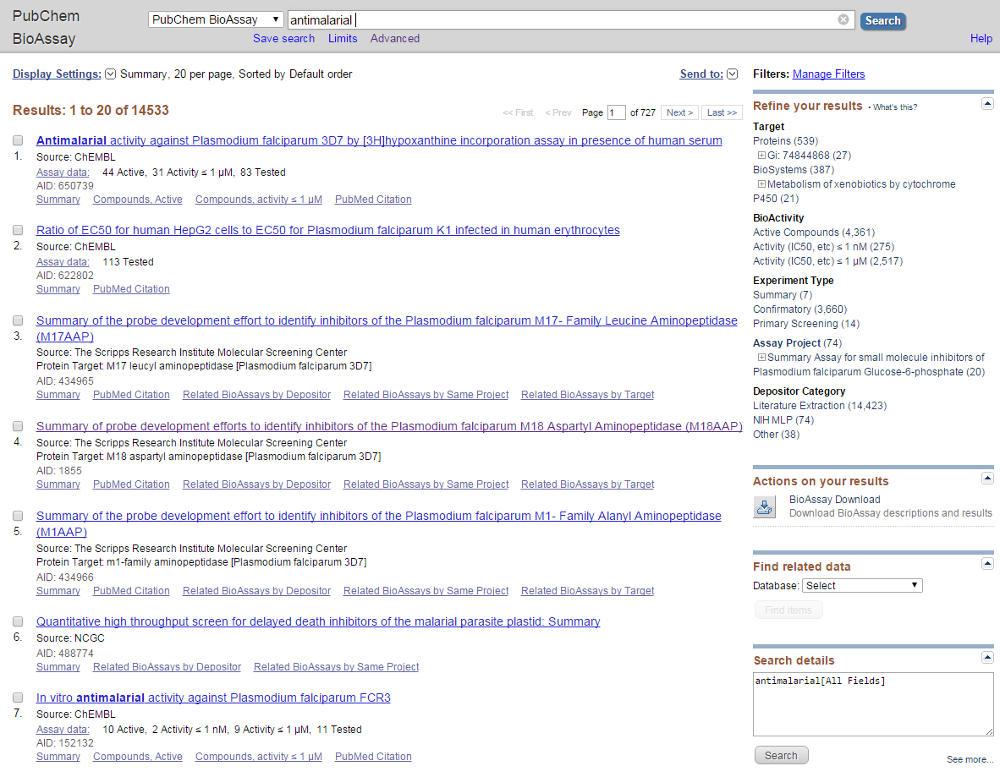 PubChem
BioAssay
PubChem BioAssay
antimalarial
Search
Save search Limits Advanced
Help
Display Settings: Summary, 20 per page, Sorted by Default order
Send to:
Results: 1 to 20 of 14533
<< First < Prev Page 1 of 727 Next > Last >>
Antimalarial activity against Plasmodium falciparum 3D7 by [3H]hypoxanthine incorporation assay in presence of human serum
1. Source: ChEMBL
Assay data: 44 Active, 31 Activity ≤ 1 µM, 83 Tested
AID: 650739
Summary Compounds, Active Compounds, activity ≤ 1 µM PubMed Citation
Ratio of EC50 for human HepG2 cells to EC50 for Plasmodium falciparum K1 infected in human erythrocytes
2. Source: ChEMBL
Assay data: 113 Tested
AID: 622802
Summary PubMed Citation
Summary of the probe development effort to identify inhibitors of the Plasmodium falciparum M17- Family Leucine Aminopeptidase
3. (M17AAP)
Source: The Scripps Research Institute Molecular Screening Center
Protein Target: M17 leucyl aminopeptidase [Plasmodium falciparum 3D7]
AID: 434965
Summary PubMed Citation Related BioAssays by Depositor Related BioAssays by Same Project Related BioAssays by Target
Summary of probe development efforts to identify inhibitors of the Plasmodium falciparum M18 Aspartyl Aminopeptidase (M18AAP)
4. Source: The Scripps Research Institute Molecular Screening Center
Protein Target: M18 aspartyl aminopeptidase [Plasmodium falciparum 3D7]
AID: 1855
Summary PubMed Citation Related BioAssays by Depositor Related BioAssays by Same Project Related BioAssays by Target
Summary of the probe development effort to identify inhibitors of the Plasmodium falciparum M1- Family Alanyl Aminopeptidase
5. (M1AAP)
Source: The Scripps Research Institute Molecular Screening Center
Protein Target: m1-family aminopeptidase [Plasmodium falciparum 3D7]
AID: 434966
Summary PubMed Citation Related BioAssays by Depositor Related BioAssays by Same Project Related BioAssays by Target
Quantitative high throughput screen for delayed death inhibitors of the malarial parasite plastid: Summary
6. Source: NCGC
AID: 488774
Summary Related BioAssays by Depositor Related BioAssays by Same Project
In vitro antimalarial activity against Plasmodium falciparum FCR3
7. Source: ChEMBL
Assay data: 10 Active, 2 Activity ≤ 1 nM, 9 Activity ≤ 1 µM, 11 Tested
AID: 152132
Summary Compounds, Active Compounds, activity ≤ 1 µM PubMed Citation
Filters: Manage Filters
Refine your results • What's this?
Target
Proteins (539)
Gi: 74844868 (27)
BioSystems (387)
Metabolism of xenobiotics by cytochrome
P450 (21)
BioActivity
Active Compounds (4,361)
Activity (IC50, etc) ≤ 1 nM (275)
Activity (IC50, etc) ≤ 1 µM (2,517)
Experiment Type
Summary (7)
Confirmatory (3,660)
Primary Screening (14)
Assay Project (74)
Summary Assay for small molecule inhibitors of
Plasmodium falciparum Glucose-6-phosphate (20)
Depositor Category
Literature Extraction (14,423)
NIH MLP (74)
Other (38)
Actions on your results
BioAssay Download
Download BioAssay descriptions and results
Find related data
Database: Select
Find items
Search details
antimalarial[All Fields]
Search
See more...